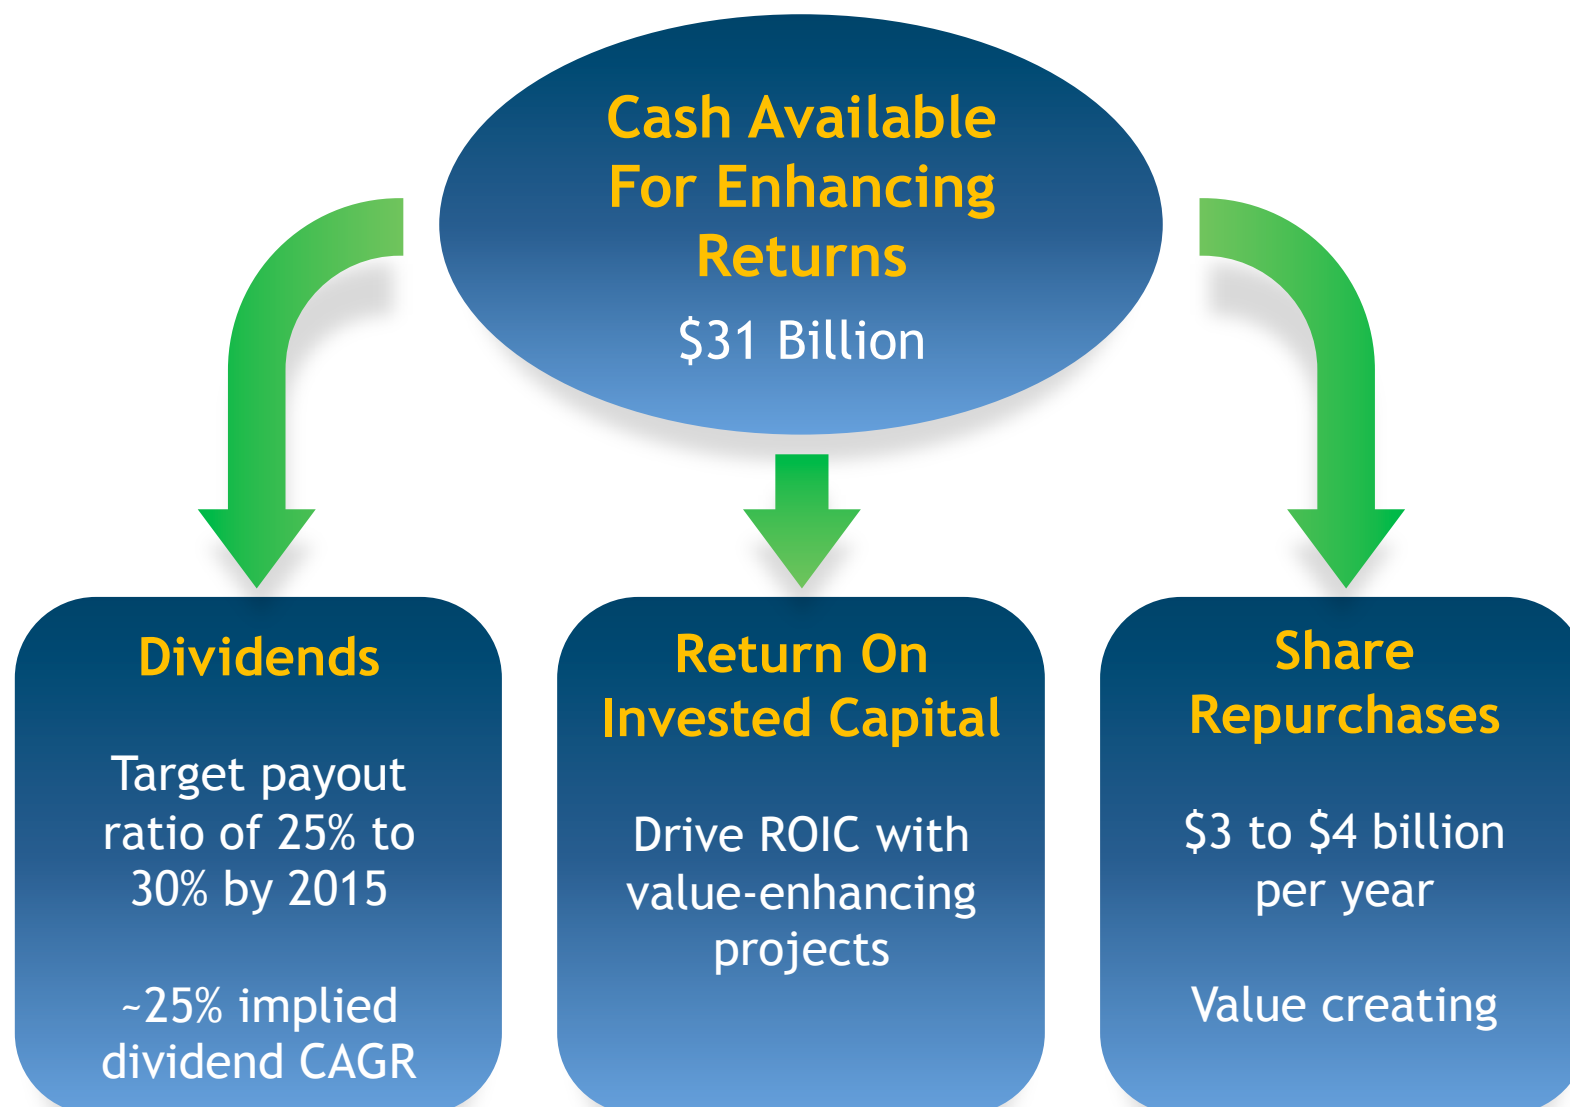 Cash Available
For Enhancing
Returns
$31 Billion
Dividends
Target payout
ratio of 25% to
30% by 2015
~25% implied
dividend CAGR
Return On
Invested Capital
Drive ROIC with
value-enhancing
projects
Share
Repurchases
$3 to $4 billion
per year
Value creating